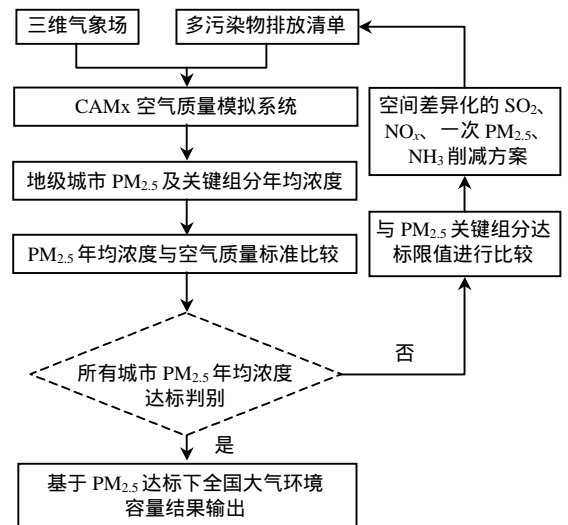 三维气象场
多污染物排放清单
CAMx 空气质量模拟系统
地级城市 PM2.5 及关键组分年均浓度
PM2.5 年均浓度与空气质量标准比较
所有城市 PM2.5 年均浓度
达标判别
是
基于 PM2.5 达标下全国大气环境
容量结果输出
否
与 PM2.5 关键组分达
标限值进行比较
空间差异化的 SO2、
NOx、一次 PM2.5、
NH3 削减方案